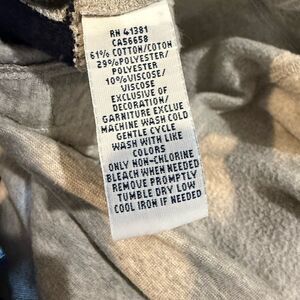 RN 41381
CA56658
61% COTTON/COTON
29% POLYESTER/
POLYESTER
10% VISCOSE/
VISCOSE
EXCLUSIVE OF
DECORATION/
GARNITURE EXCLUE
MACHINE WASH COLD
GENTLE CYCLE
WASH WITH LIKE
COLORS
ONLY NON-CHLORINE
BLEACH WHEN NEEDED
REMOVE PROMPTLY
TUMBLE DRY LOW
COOL IRON IF NEEDED